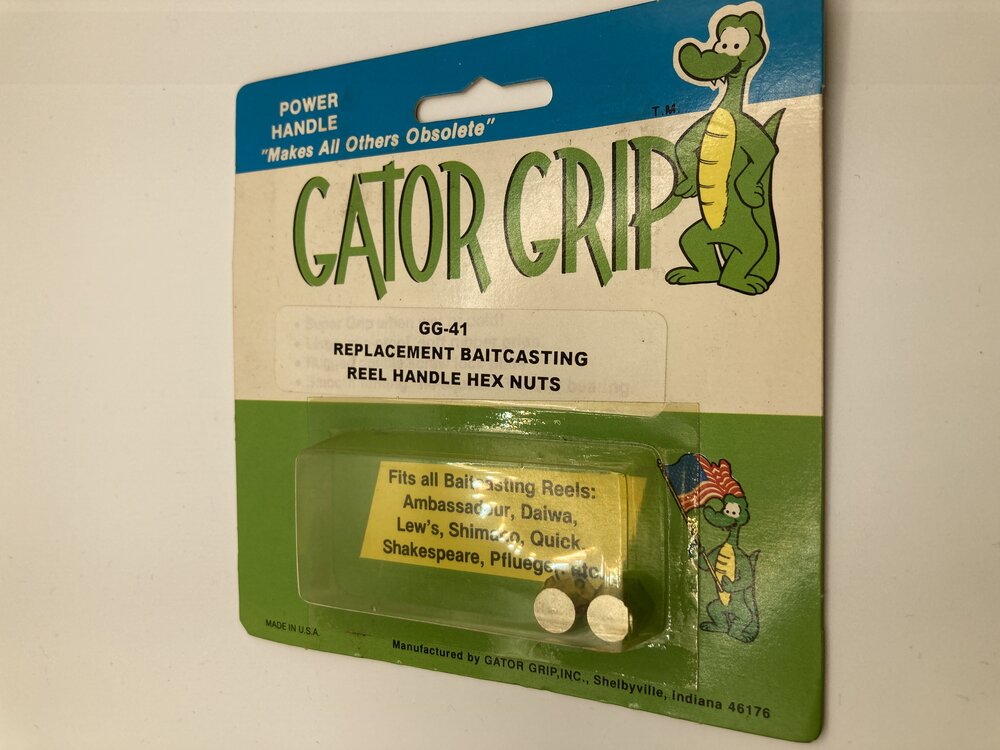 POWER
HANDLE
"Makes All Others Obsolete"
T.M.
GATOR GRIP
GG-41
REPLACEMENT BAITCASTING
REEL HANDLE HEX NUTS
Fits all Baitcasting Reels:
Ambassadour, Daiwa,
Lew's, Shimano, Quick,
Shakespeare, Pflueger, etc.
MADE IN U.S.A.
Manufactured by GATOR GRIP,INC., Shelbyville, Indiana 46176